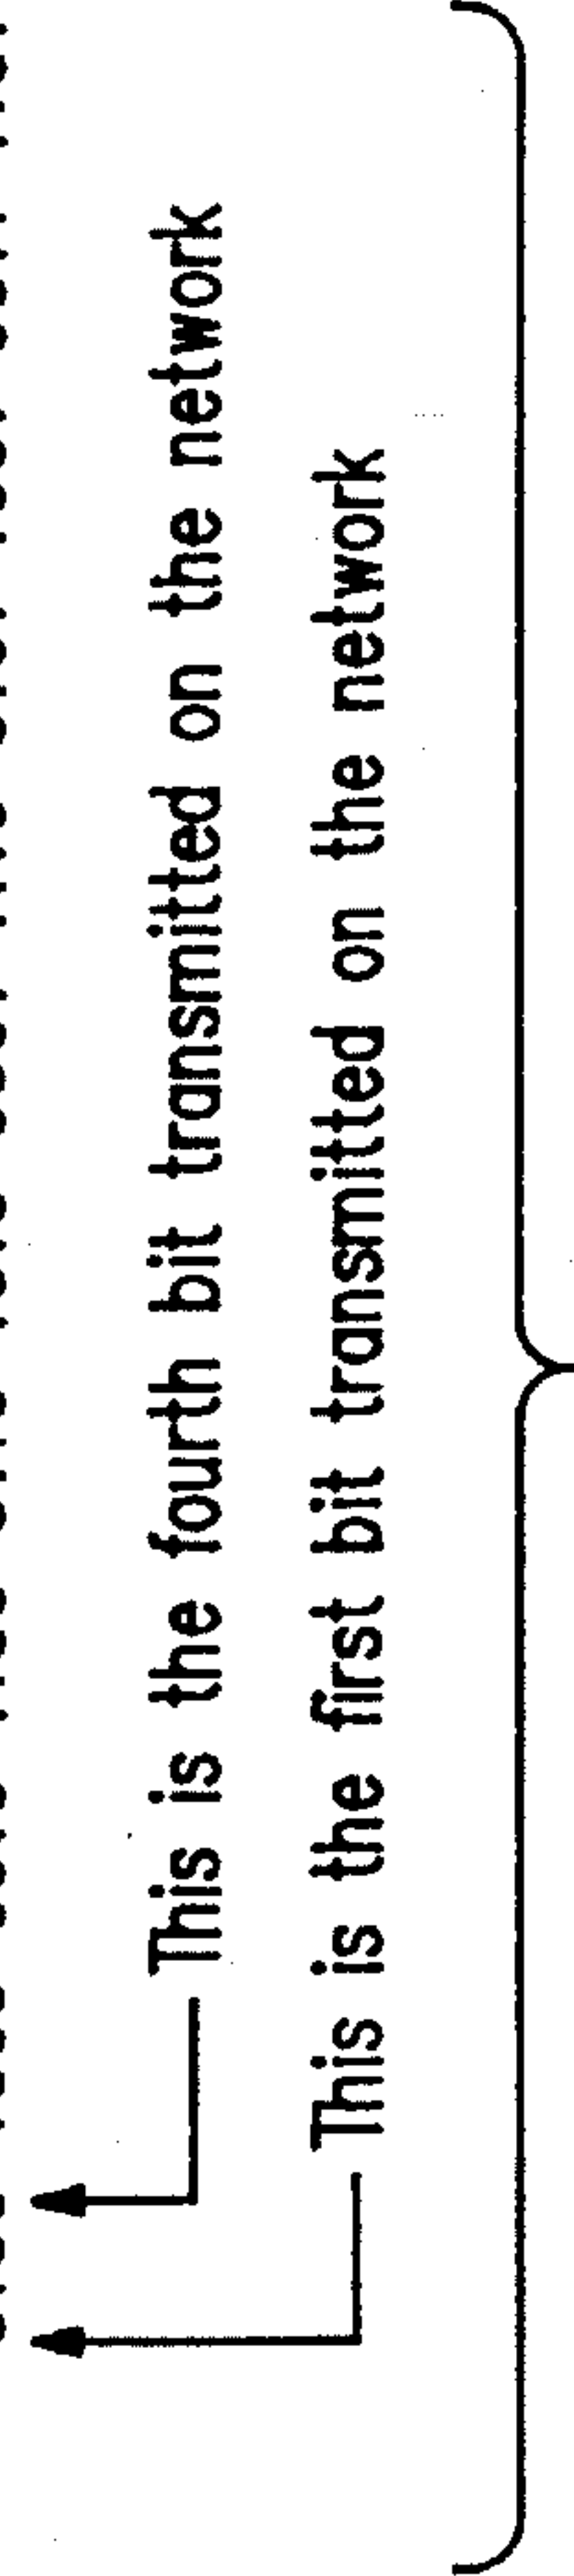 This is the fourth bit transmitted on the network
This is the first bit transmitted on the network